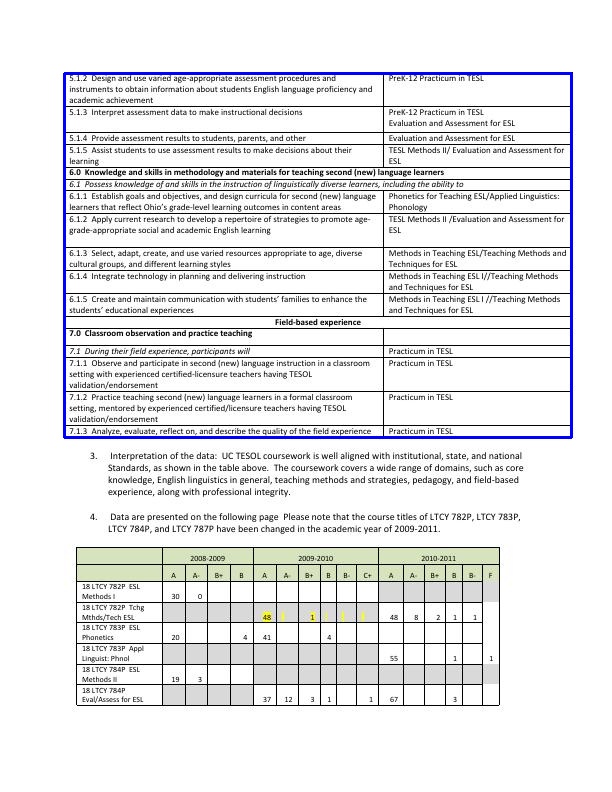 5.1.2 Design and use varied age-appropriate assessment procedures and
instruments to obtain information about students English language proficiency and
academic achievement
PreK-12 Practicum in TESL
5.1.3 Interpret assessment data to make instructional decisions
PreK-12 Practicum in TESL
Evaluation and Assessment for ESL
5.1.4 Provide assessment results to students, parents, and other
Evaluation and Assessment for ESL
5.1.5 Assist students to use assessment results to make decisions about their
learning
TESL Methods II/ Evaluation and Assessment for
ESL
6.0 Knowledge and skills in methodology and materials for teaching second (new) language learners
6.1 Possess knowledge of and skills in the instruction of linguistically diverse learners, including the ability to
6.1.1 Establish goals and objectives, and design curricula for second (new) language
learners that reflect Ohio's grade-level learning outcomes in content areas
Phonetics for Teaching ESL/Applied Linguistics:
Phonology
6.1.2 Apply current research to develop a repertoire of strategies to promote age-
grade-appropriate social and academic English learning
TESL Methods II /Evaluation and Assessment for
ESL
6.1.3 Select, adapt, create, and use varied resources appropriate to age, diverse
cultural groups, and different learning styles
Methods in Teaching ESL/Teaching Methods and
Techniques for ESL
6.1.4 Integrate technology in planning and delivering instruction
Methods in Teaching ESL I//Teaching Methods
and Techniques for ESL
6.1.5 Create and maintain communication with students' families to enhance the
students' educational experiences
Methods in Teaching ESL I //Teaching Methods
and Techniques for ESL
Field-based experience
7.0 Classroom observation and practice teaching
7.1 During their field experience, participants will
Practicum in TESL
7.1.1 Observe and participate in second (new) language instruction in a classroom
setting with experienced certified-licensure teachers having TESOL
validation/endorsement
Practicum in TESL
7.1.2 Practice teaching second (new) language learners in a formal classroom
setting, mentored by experienced certified/licensure teachers having TESOL
validation/endorsement
Practicum in TESL
7.1.3 Analyze, evaluate, reflect on, and describe the quality of the field experience
Practicum in TESL
3. Interpretation of the data: UC TESOL coursework is well aligned with institutional, state, and national
Standards, as shown in the table above. The coursework covers a wide range of domains, such as core
knowledge, English linguistics in general, teaching methods and strategies, pedagogy, and field-based
experience, along with professional integrity.
4. Data are presented on the following page Please note that the course titles of LTCY 782P, LTCY 783P,
LTCY 784P, and LTCY 787P have been changed in the academic year of 2009-2011.
2008-2009 2009-2010 2010-2011
A A- B+ B A A- B+ B B- C+ A A- B+ B B- F
18 LTCY 782P ESL
Methods I 30 0
18 LTCY 782P Tchg
Mthds/Tech ESL 48 1 48 8 2 1 1
18 LTCY 783P ESL
Phonetics 20 4 41 4
18 LTCY 783P Appl
Linguist: Phnol 55 1 1
18 LTCY 784P ESL
Methods II 19 3
18 LTCY 784P
Eval/Assess for ESL 37 12 3 1 1 67 3